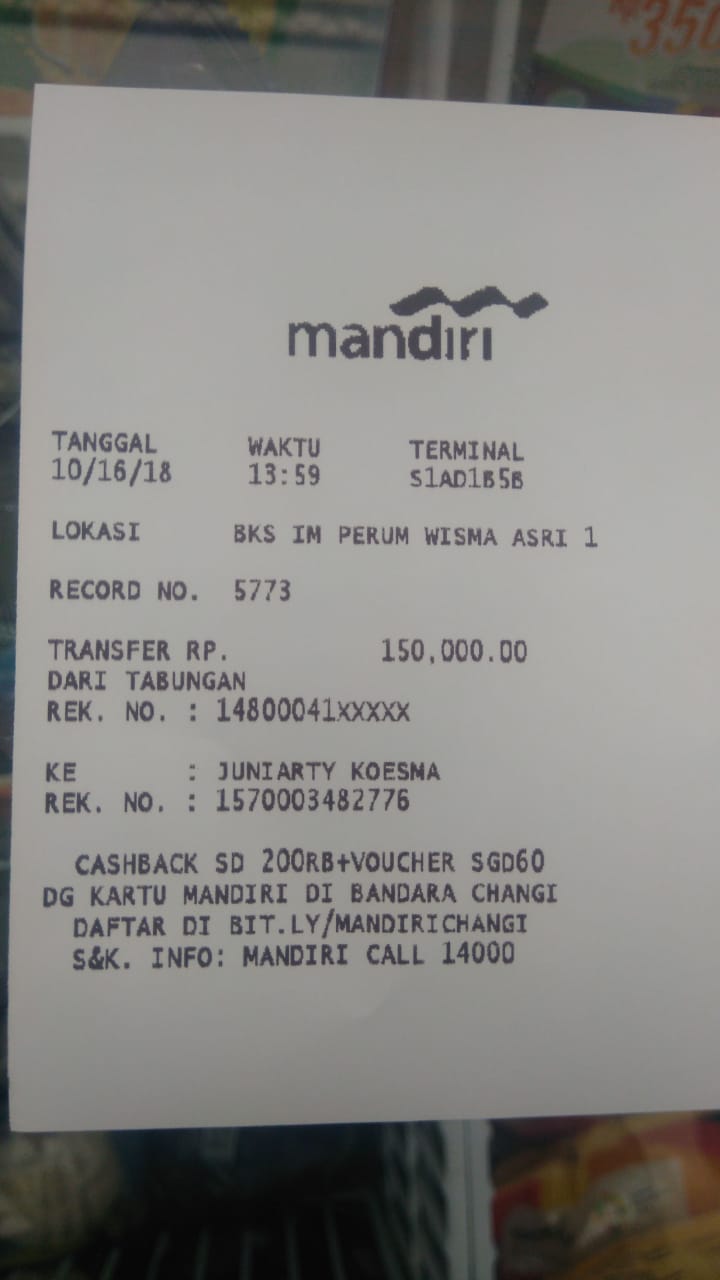 350
mandiri
TANGGAL WAKTU TERMINAL
10/16/18 13:59 S1AD1B5B
LOKASI BKS IM PERUM WISMA ASRI 1
RECORD NO. 5773
TRANSFER RP. 150,000.00
DARI TABUNGAN
REK. NO. : 14800041XXXXX
KE : JUNIARTY KOESMA
REK. NO. : 1570003482776
CASHBACK SD 200RB+VOUCHER SGD60
DG KARTU MANDIRI DI BANDARA CHANGI
DAFTAR DI BIT.LY/MANDIRICHANGI
S&K. INFO: MANDIRI CALL 14000